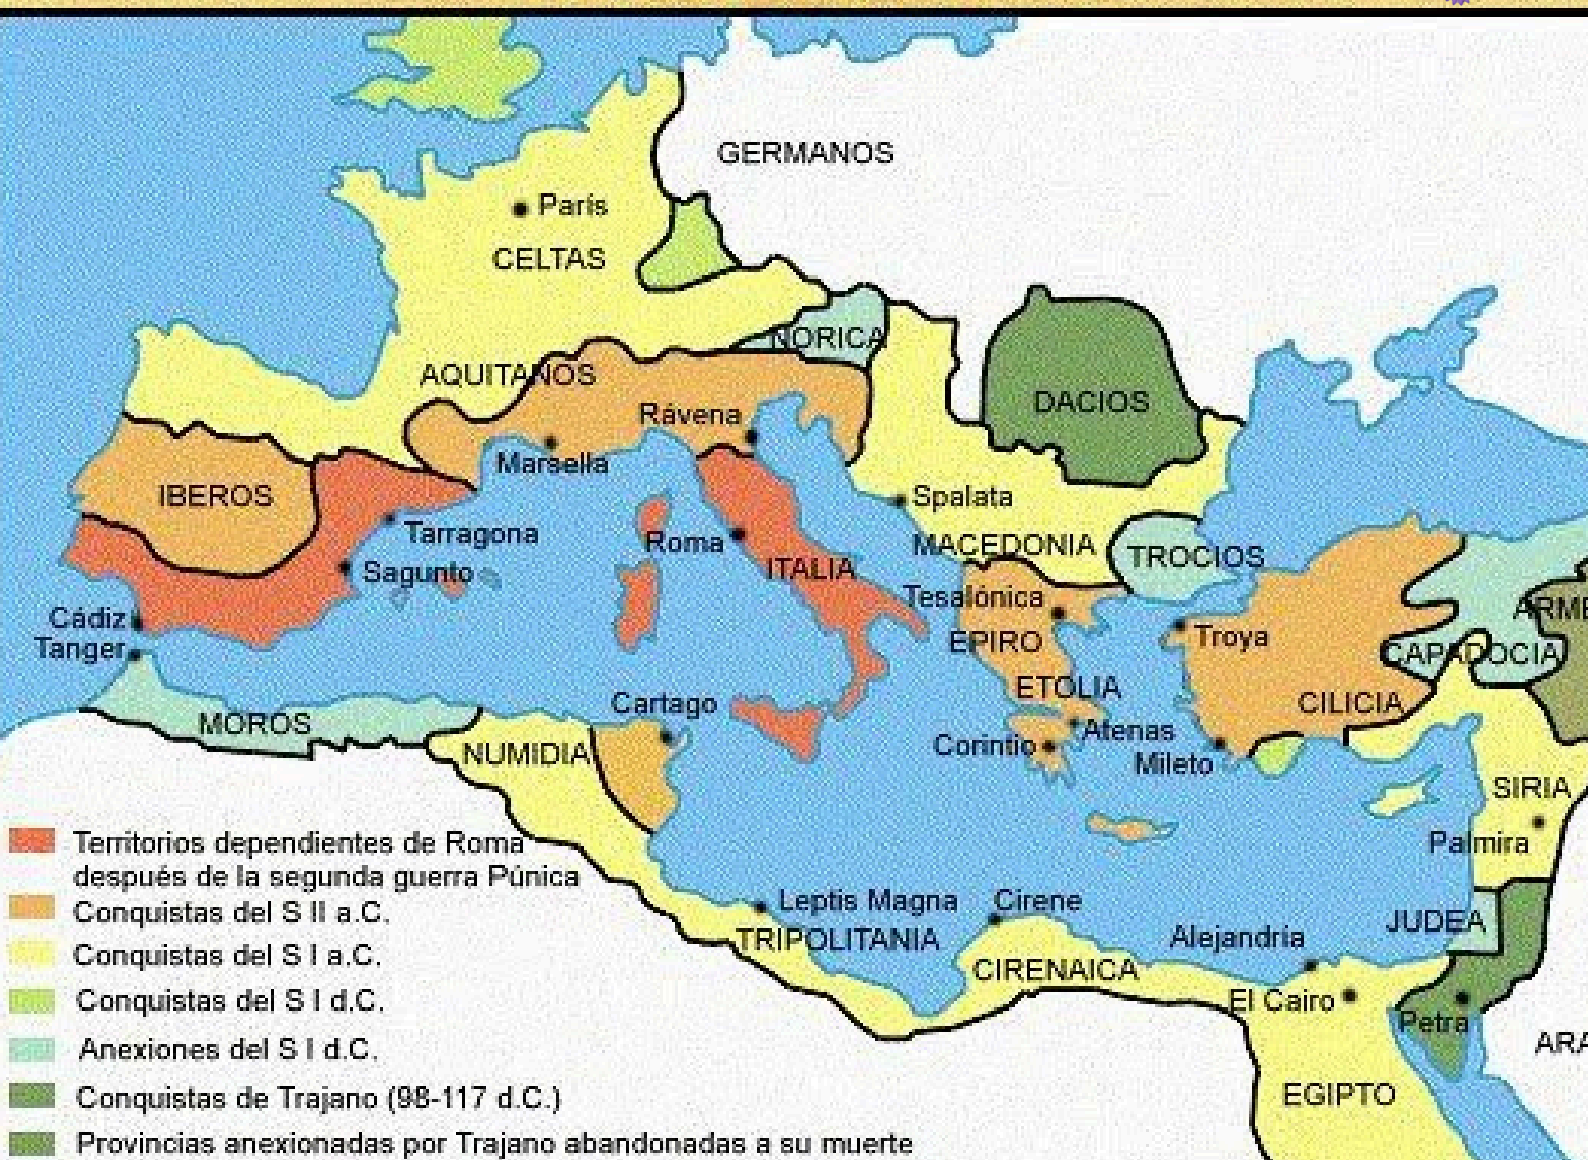 GERMANOS
París
CELTAS
NORICA
AQUITANOS
DACIOS
Rávena
Marsella
IBEROS
Spalata
Tarragona
Roma
MACEDONIA
TROCIOS
ITALIA
Sagunto
Tesalónica
Cádiz
EPIRO
Troya
Tanger
CAPADOCIA
ETOLIA
CILICIA
Cartago
MOROS
Atenas
NUMIDIA
Corintio
Mileto
SIRIA
Palmira
Territorios dependientes de Roma
después de la segunda guerra Púnica
Conquistas del S II a.C.
Conquistas del S I a.C.
Conquistas del S I d.C.
Anexiones del S I d.C.
Conquistas de Trajano (98-117 d.C.)
Provincias anexionadas por Trajano abandonadas a su muerte
Leptis Magna
Cirene
JUDEA
TRIPOLITANIA
Alejandría
CIRENAICA
El Cairo
Petra
EGIPTO